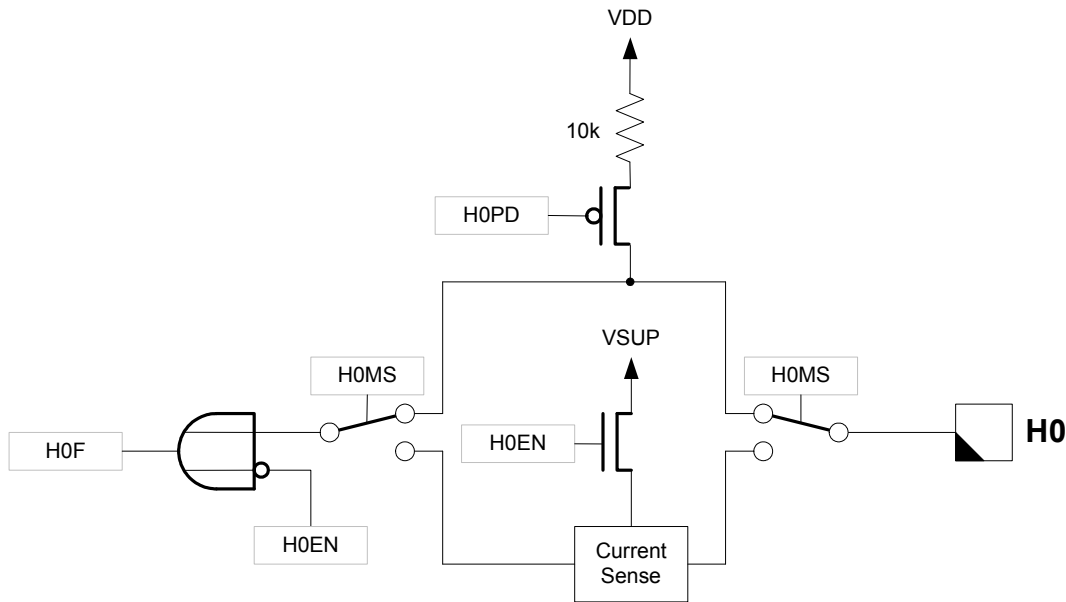 VDD
10k
H0PD
VSUP
H0MS
H0MS
H0F
H0EN
H0
H0EN
Current
Sense